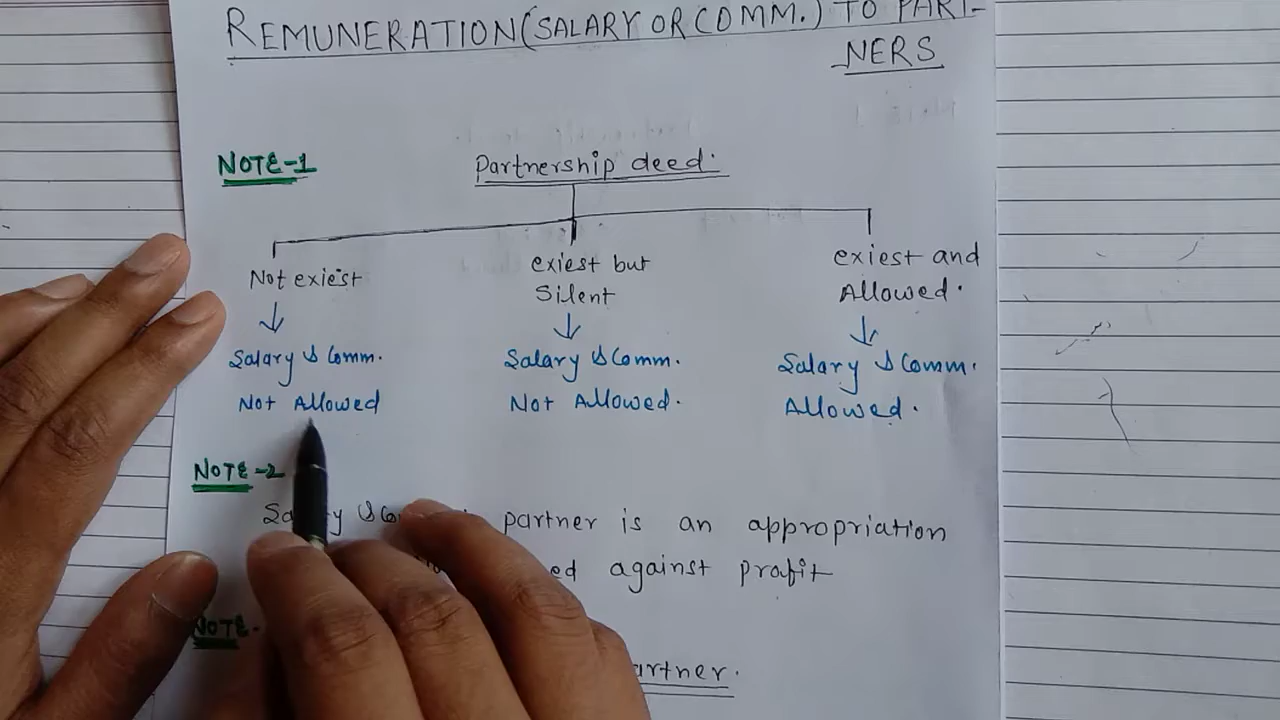 REMUNERATION(SALARY OR COMM.) TO PART-
NERS
NOTE-1
Partnership deed.
Not exiest
exiest but
Silent
exiest and
Allowed.
Salary & Comm.
Not Allowed
Salary & Comm.
Not Allowed.
Salary & Comm.
Allowed.
NOTE-2
partner is an appropriation
against profit
NOTE-